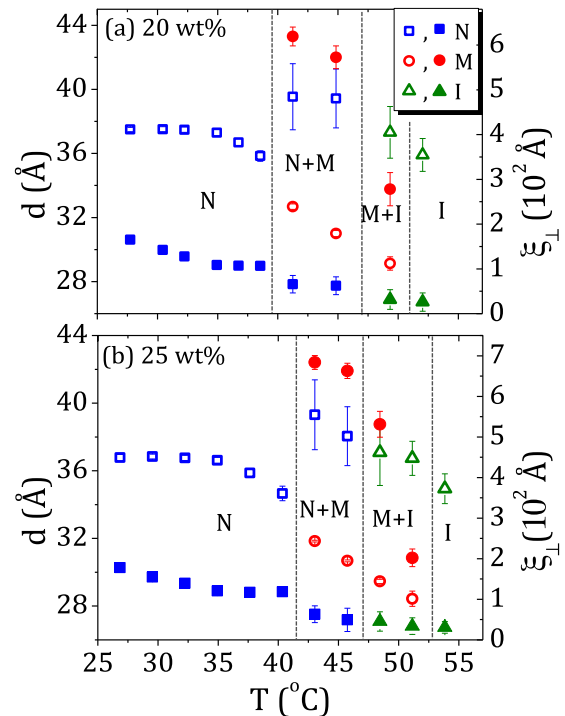 (a) 20 wt%
, N
, M
, I
44
40
36
32
28
d (Å)
N
N+M
M+I
I
6
5
4
3
2
1
0
ξ⊥ (10² Å)
(b) 25 wt%
44
40
36
32
28
d (Å)
N
N+M
M+I
I
7
6
5
4
3
2
1
0
ξ⊥ (10² Å)
25 30 35 40 45 50 55
T (°C)